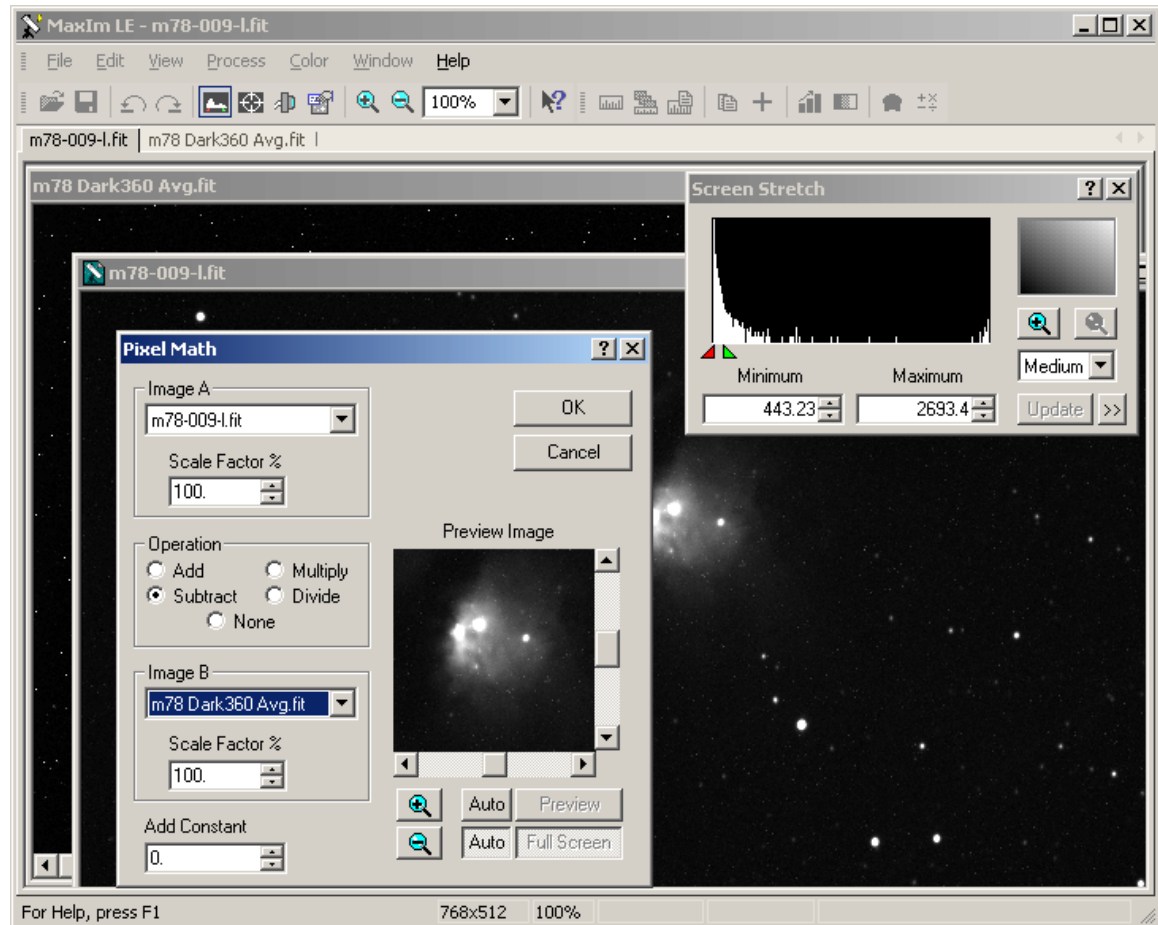 MaxIm LE - m78-009-l.fit
File Edit View Process Color Window Help
100%
m78-009-l.fit m78 Dark360 Avg.fit
m78 Dark360 Avg.fit
Screen Stretch
m78-009-l.fit
Medium
Minimum Maximum
443.23 2693.4 Update >>
Pixel Math
Image A
m78-009-l.fit
OK
Cancel
Scale Factor %
100.
Preview Image
Operation
Add Multiply
Subtract Divide
None
Image B
m78 Dark360 Avg.fit
Scale Factor %
100.
Auto Preview
Add Constant
Auto Full Screen
0.
For Help, press F1 768x512 100%